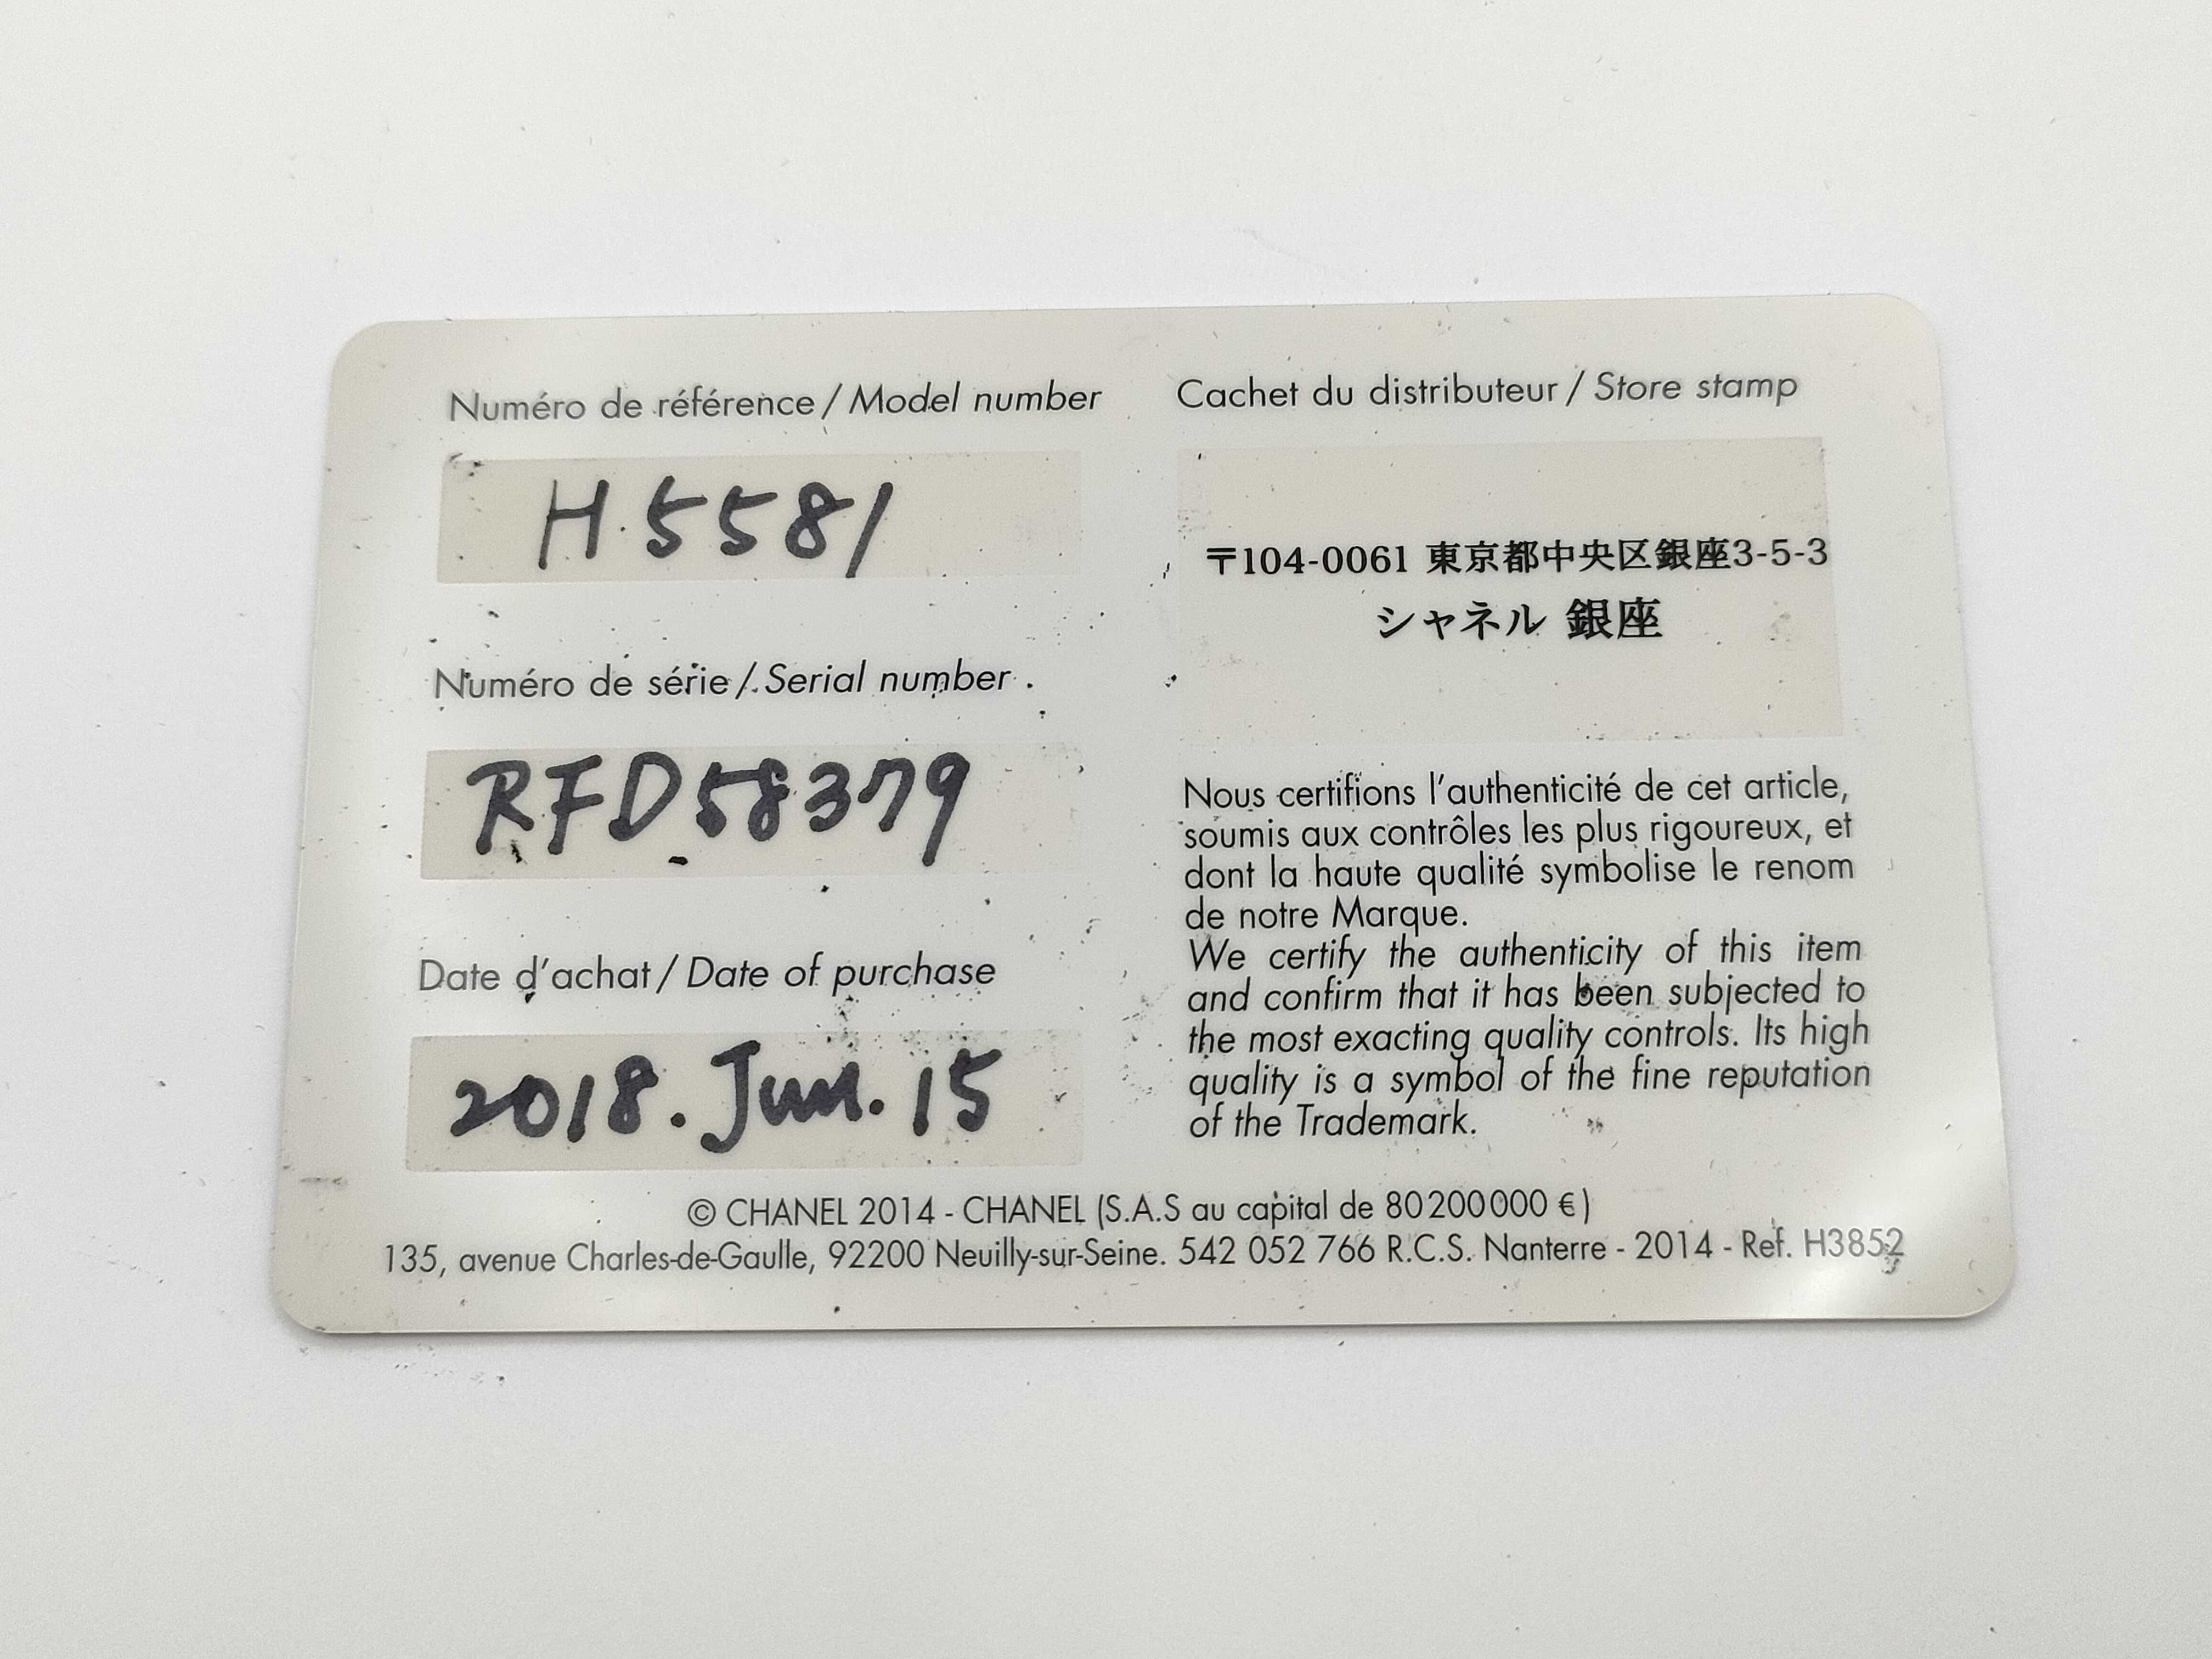 Numéro de référence / Model number
H5581
Numéro de série / Serial number
RFD58379
Date d'achat / Date of purchase
2018.Jun.15
Cachet du distributeur / Store stamp
〒104-0061 東京都中央区銀座3-5-3
シャネル 銀座
Nous certifions l'authenticité de cet article,
soumis aux contrôles les plus rigoureux, et
dont la haute qualité symbolise le renom
de notre Marque.
We certify the authenticity of this item
and confirm that it has been subjected to
the most exacting quality controls. Its high
quality is a symbol of the fine reputation
of the Trademark.
© CHANEL 2014 - CHANEL (S.A.S au capital de 80200000 €)
135, avenue Charles-de-Gaulle, 92200 Neuilly-sur-Seine. 542 052 766 R.C.S. Nanterre - 2014 - Ref. H3852